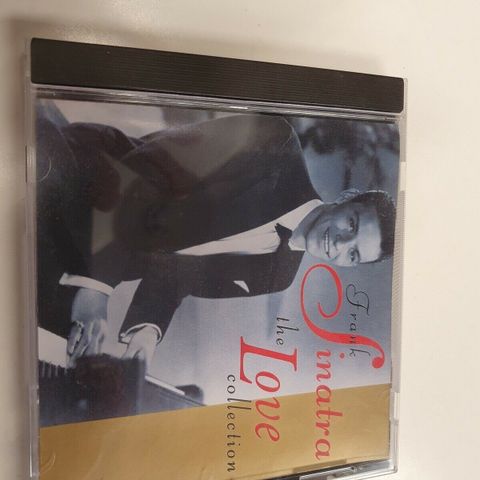 Frank
Sinatra
the
Love
collection